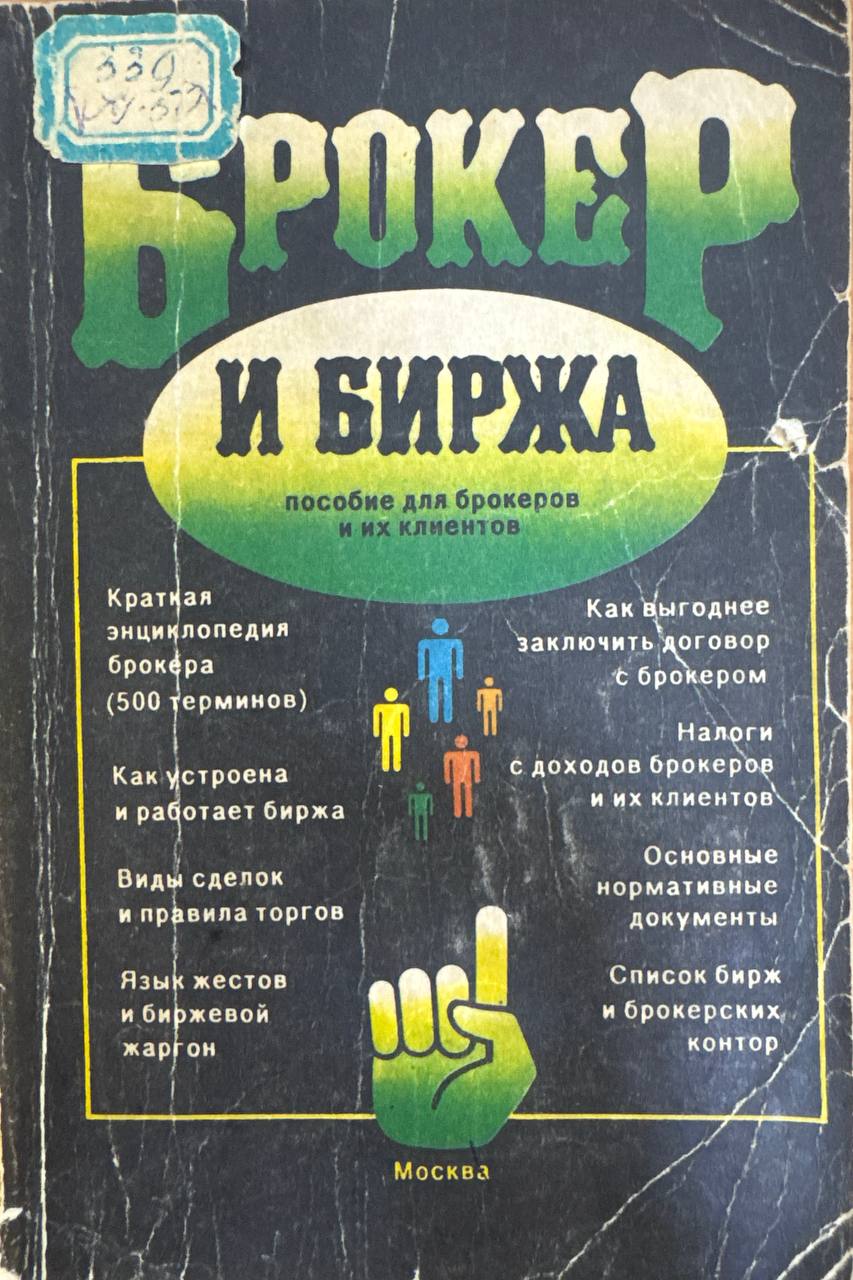 339
БРОКЕР
И БИРЖА
пособие для брокеров
и их клиентов
Краткая
энциклопедия
брокера
(500 терминов)
Как устроена
и работает биржа
Виды сделок
и правила торгов
Язык жестов
и биржевой
жаргон
Как выгоднее
заключить договор
с брокером
Налоги
с доходов брокеров
и их клиентов
Основные
нормативные
документы
Список бирж
и брокерских
контор
Москва